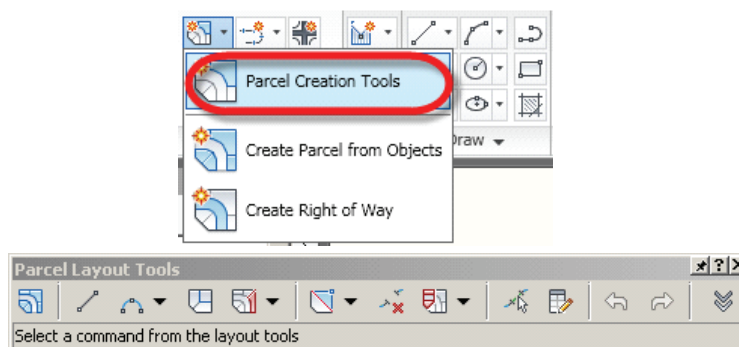 Parcel Creation Tools
Create Parcel from Objects
Draw
Create Right of Way
Parcel Layout Tools
Select a command from the layout tools